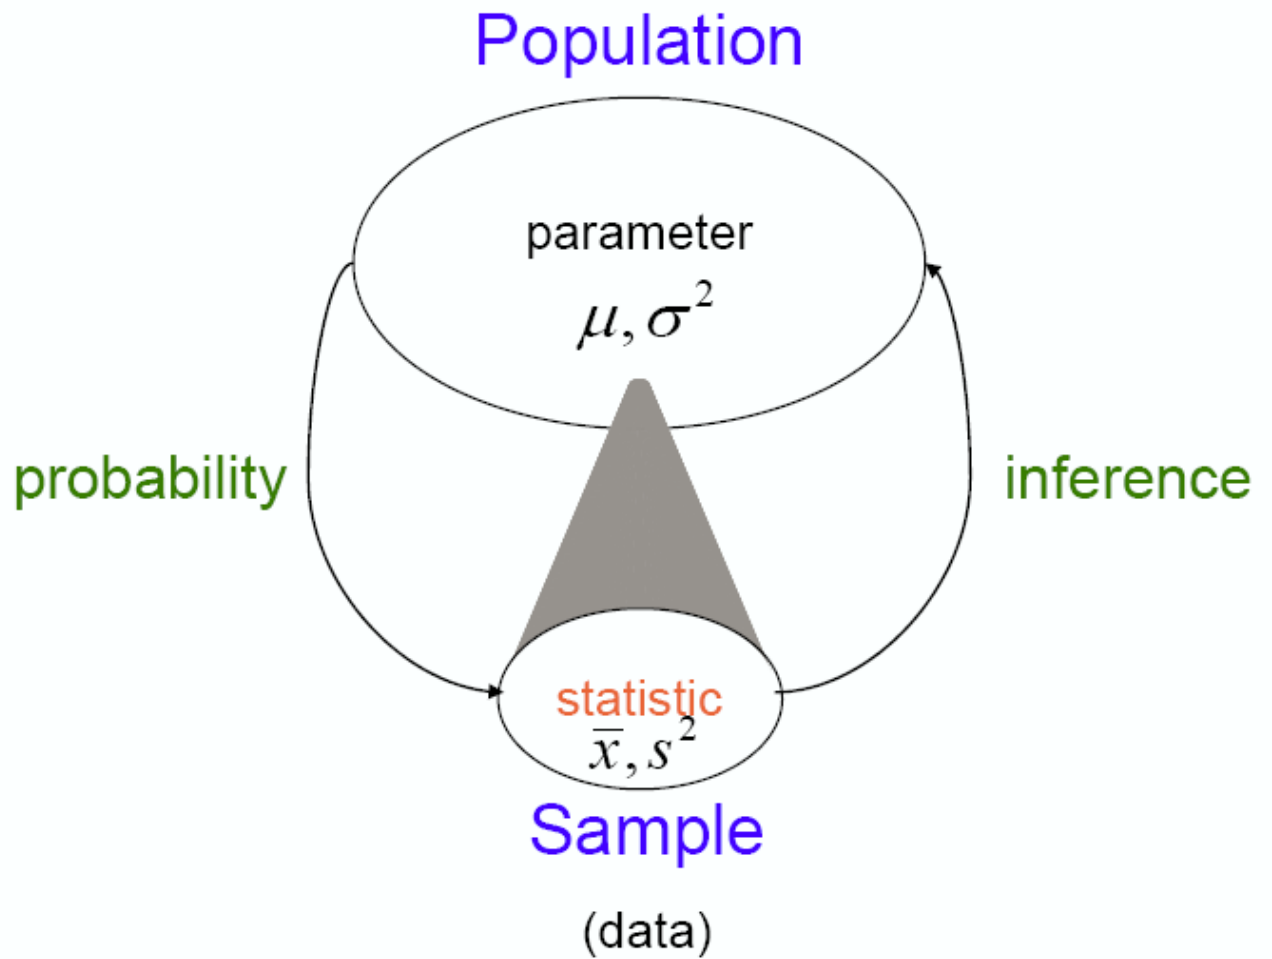 Population
parameter
μ, σ²
probability
inference
statistic
x̅, s²
Sample
(data)